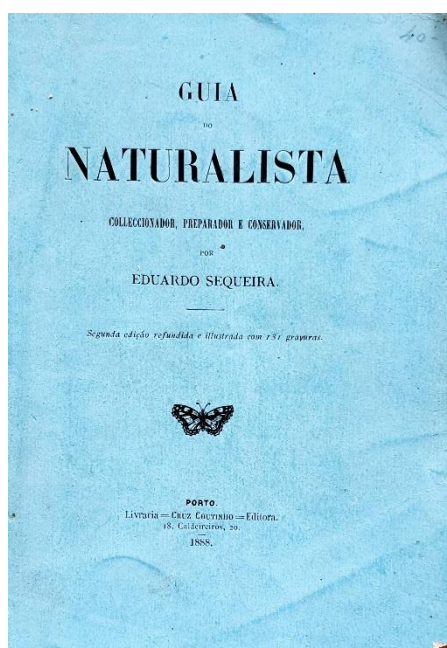 40-
GUIA
DO
NATURALISTA
COLLECCIONADOR, PREPARADOR E CONSERVADOR,
POR
EDUARDO SEQUEIRA.
Segunda edição refundida e illustrada com 131 gravuras.
PORTO.
Livraria = CRUZ COUTINHO = Editora.
18, Caldeireiros, 20.
1888.